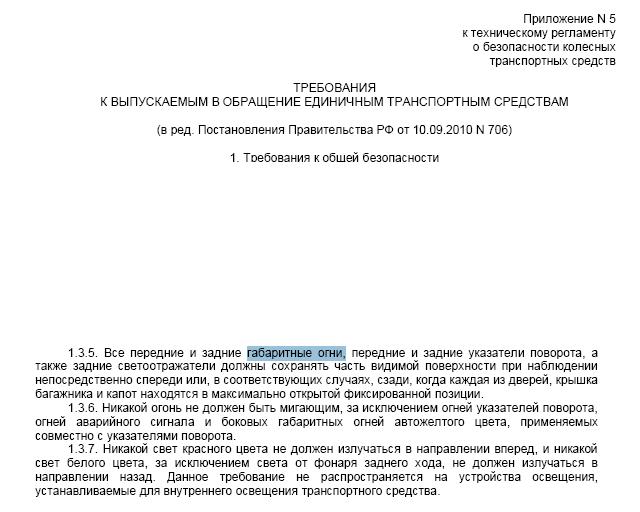 Приложение N 5
к техническому регламенту
о безопасности колесных
транспортных средств
ТРЕБОВАНИЯ
К ВЫПУСКАЕМЫМ В ОБРАЩЕНИЕ ЕДИНИЧНЫМ ТРАНСПОРТНЫМ СРЕДСТВАМ
(в ред. Постановления Правительства РФ от 10.09.2010 N 706)
1. Требования к общей безопасности
1.3.5. Все передние и задние габаритные огни, передние и задние указатели поворота, а
также задние светоотражатели должны сохранять часть видимой поверхности при наблюдении
непосредственно спереди или, в соответствующих случаях, сзади, когда каждая из дверей, крышка
багажника и капот находятся в максимально открытой фиксированной позиции.
1.3.6. Никакой огонь не должен быть мигающим, за исключением огней указателей поворота,
огней аварийного сигнала и боковых габаритных огней автожелтого цвета, применяемых
совместно с указателями поворота.
1.3.7. Никакой свет красного цвета не должен излучаться в направлении вперед, и никакой
свет белого цвета, за исключением света от фонаря заднего хода, не должен излучаться в
направлении назад. Данное требование не распространяется на устройства освещения,
устанавливаемые для внутреннего освещения транспортного средства.